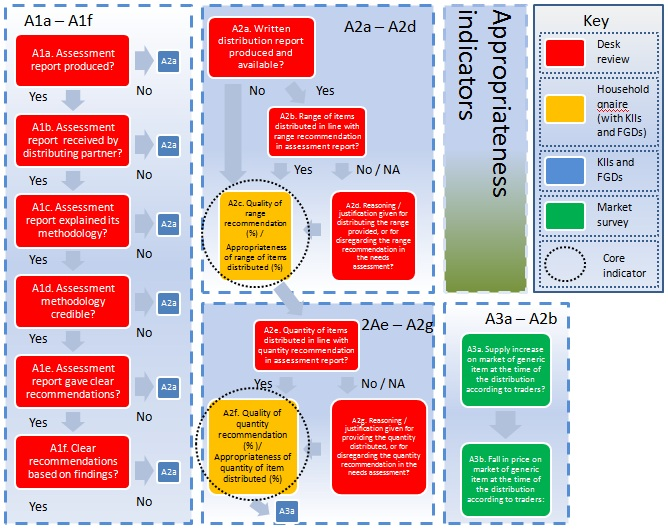 A1a – A1f
A1a. Assessment
report produced?
A2a
Yes
No
A1b. Assessment
report received by
distributing partner?
A2a
Yes
No
A1c. Assessment
report explained its
methodology?
A2a
Yes
No
A1d. Assessment
methodology
credible?
A2a
Yes
No
A1e. Assessment
report gave clear
recommendations?
A2a
Yes
No
A1f. Clear
recommendations
based on findings?
A2a
Yes
No
A2a – A2d
A2a. Written
distribution report
produced and
available?
No
Yes
A2b. Range of items
distributed in line with
range recommendation
in assessment report?
Yes
No / NA
A2c. Quality of
range
recommendation
(%) /
Appropriateness
of range of items
distributed (%)
A2d. Reasoning /
justification given for
distributing the range
provided, or for
disregarding the range
recommendation in
the needs
assessment?
2Ae – A2g
A2e. Quantity of items
distributed in line with
quantity recommendation
in assessment report?
Yes
No / NA
A2f. Quality of
quantity
recommendation
(% )/
Appropriateness of
quantity of item
distributed (%)
A2g. Reasoning /
justification given for
providing the quantity
distributed, or for
disregarding the quantity
recommendation in the
needs assessment?
A3a
Appropriateness
indicators
A3a – A2b
A3a. Supply increase
on market of generic
item at the time of
the distribution
according to traders?
A3b. Fall in price on
market of generic
item at the time of
the distribution
according to traders:
Key
Desk
review
Household
qnaire
(with KIIs
and FGDs)
KIIs and
FGDs
Market
survey
Core
indicator